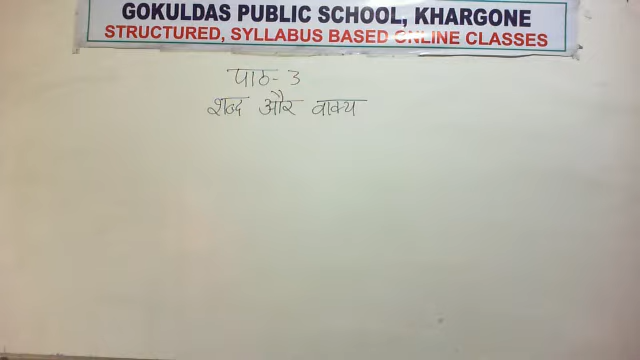 GOKULDAS PUBLIC SCHOOL, KHARGONE
STRUCTURED, SYLLABUS BASED ONLINE CLASSES
पाठ- 3
शब्द और वाक्य